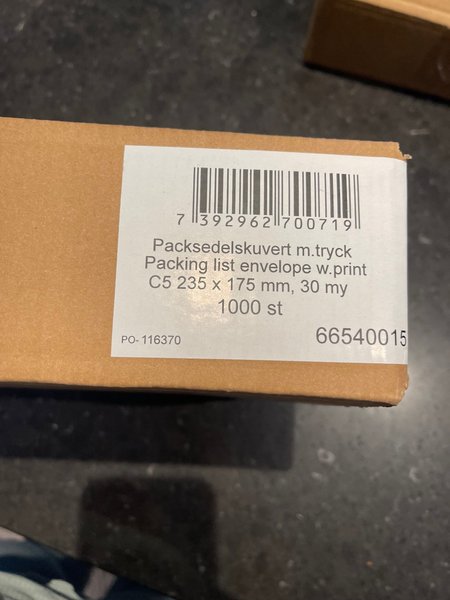 7 392962 700719
Packsedelskuvert m.tryck
Packing list envelope w.print
C5 235 x 175 mm, 30 my
1000 st
PO- 116370 66540015